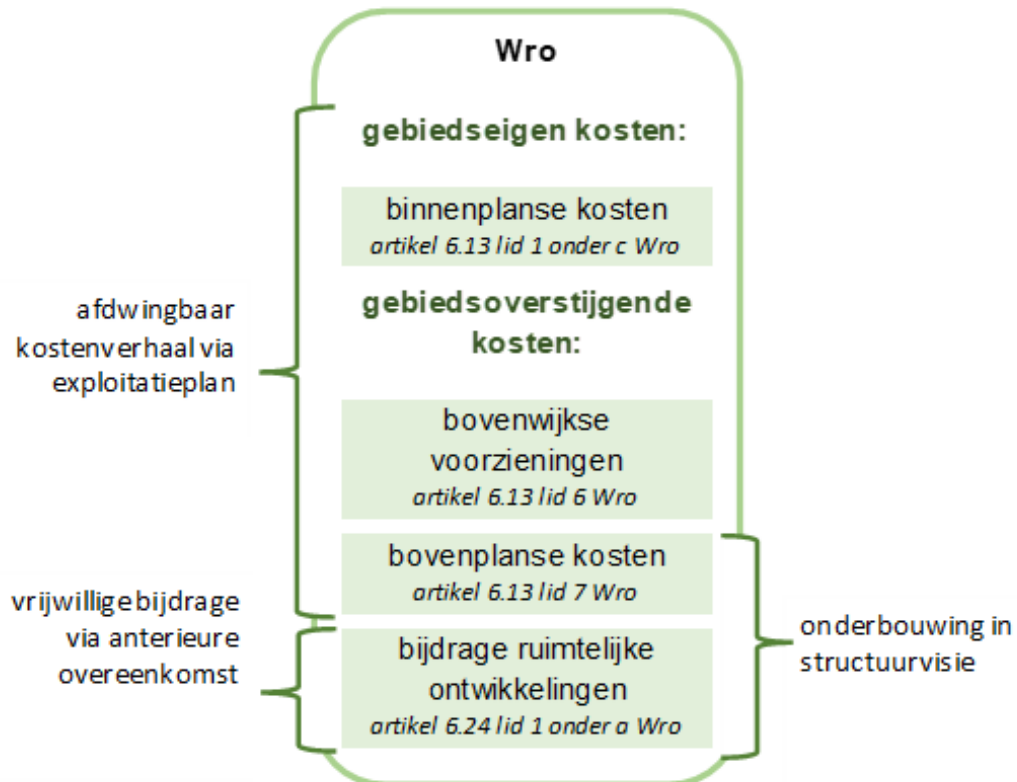 Wro
gebiedseigen kosten:
binnenplanse kosten
artikel 6.13 lid 1 onder c Wro
gebiedsoverstijgende
kosten:
bovenwijkse
voorzieningen
artikel 6.13 lid 6 Wro
bovenplanse kosten
artikel 6.13 lid 7 Wro
bijdrage ruimtelijke
ontwikkelingen
artikel 6.24 lid 1 onder a Wro
afdwingbaar
kostenverhaal via
exploitatieplan
vrijwillige bijdrage
via anterieure
overeenkomst
onderbouwing in
structuurvisie